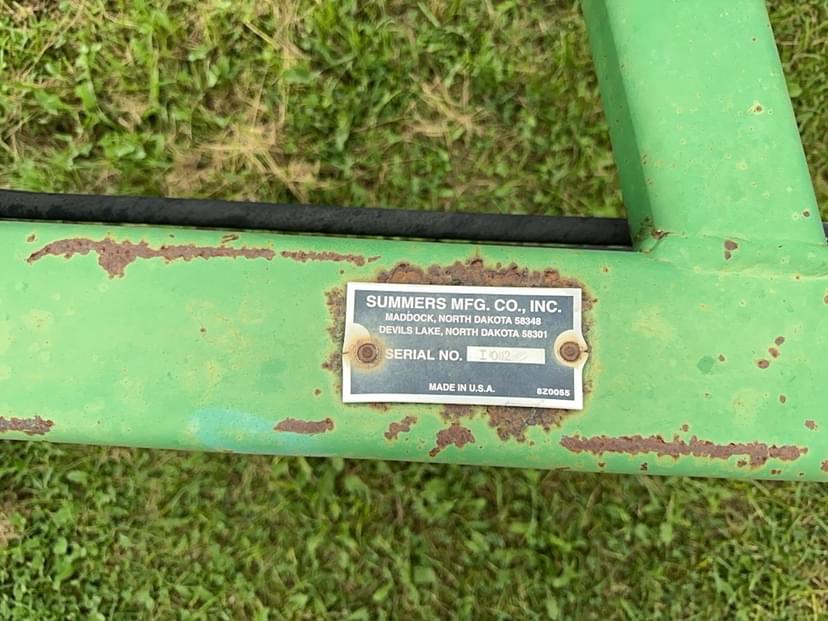 SUMMERS MFG. CO., INC.
MADDOCK, NORTH DAKOTA 58348
DEVILS LAKE, NORTH DAKOTA 58301
SERIAL NO.
MADE IN U.S.A.
8Z0055